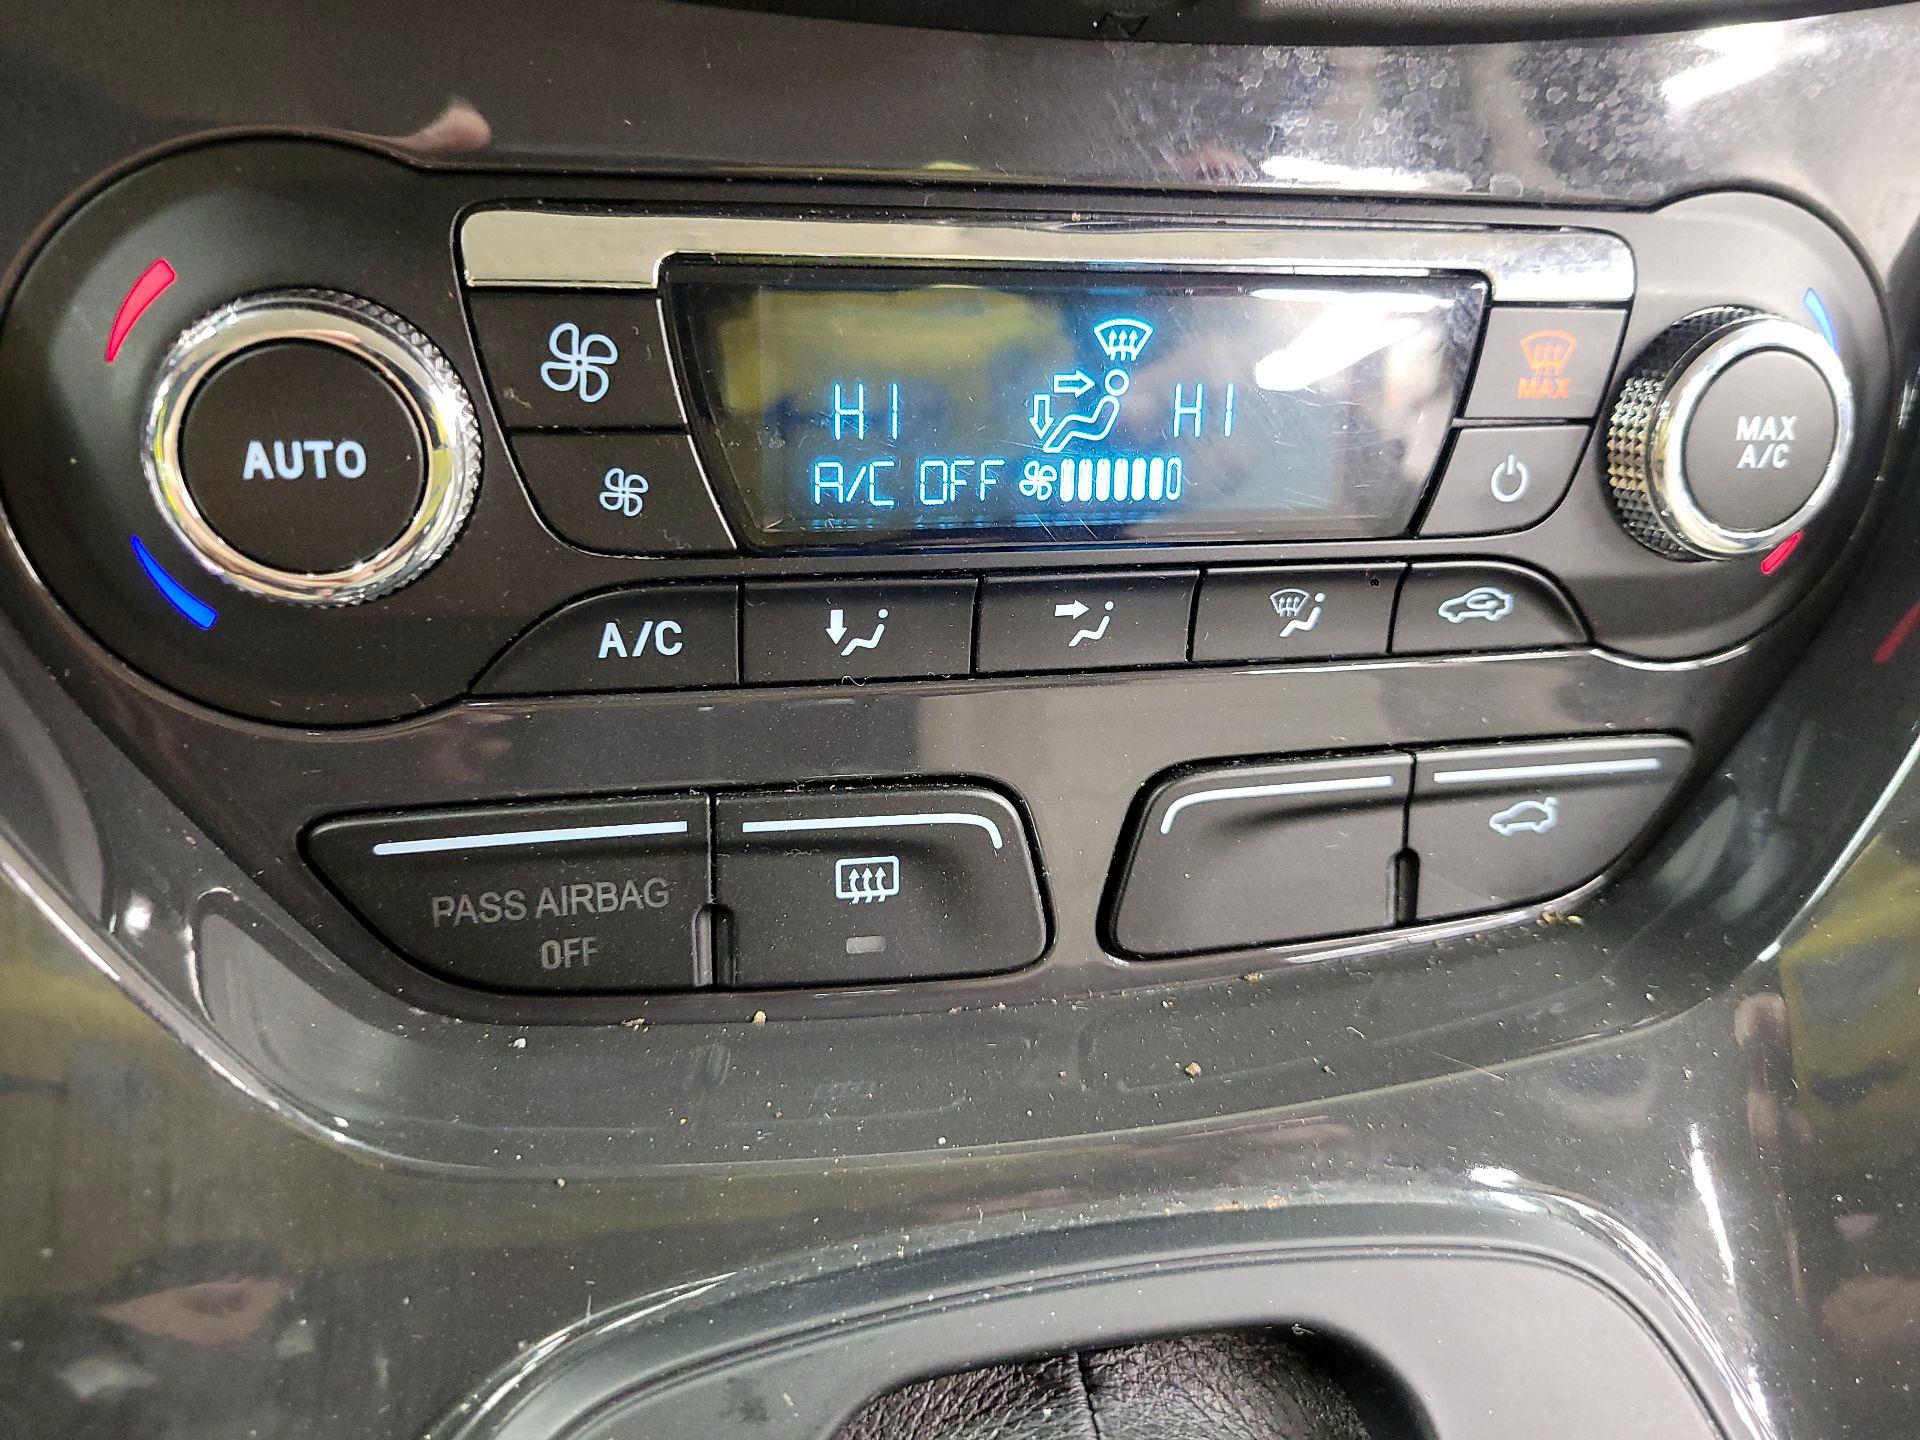 AUTO
HI
HI
A/C OFF
MAX
MAX
A/C
A/C
PASS AIRBAG
OFF